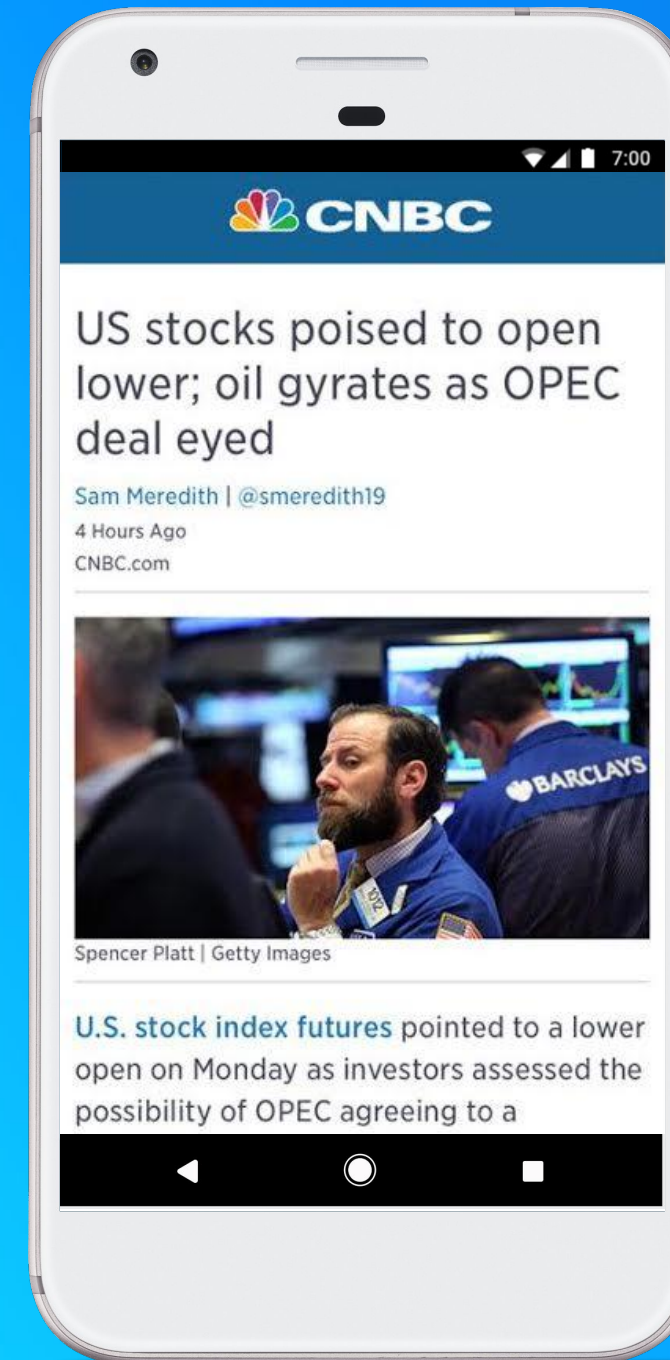 7:00
CNBC
US stocks poised to open
lower; oil gyrates as OPEC
deal eyed
Sam Meredith | @smeredith19
4 Hours Ago
CNBC.com
BARCLAYS
1012
Spencer Platt | Getty Images
U.S. stock index futures pointed to a lower
open on Monday as investors assessed the
possibility of OPEC agreeing to a